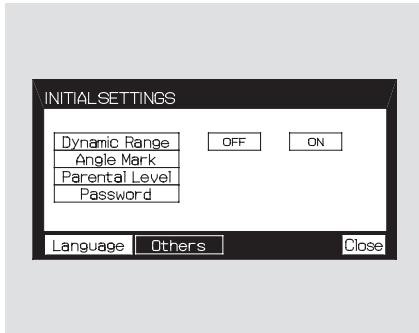 INITIAL SETTINGS
Dynamic Range OFF ON
Angle Mark
Parental Level
Password
Language Others Close